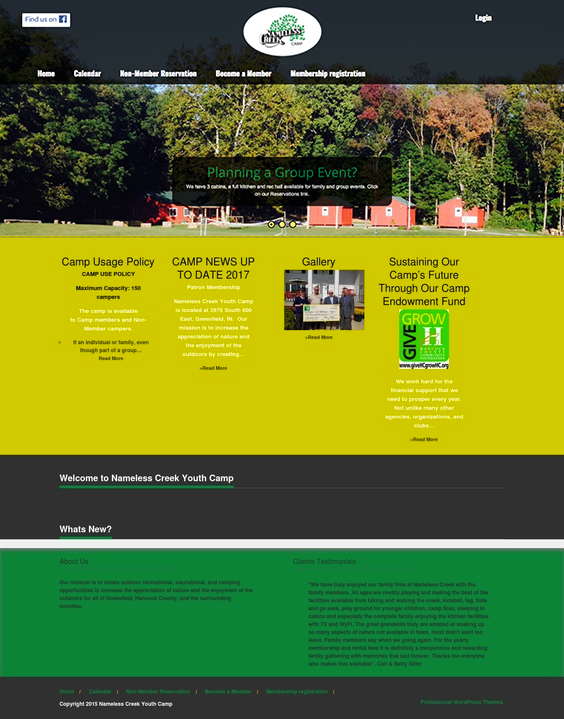 Find us on f
Login
NAMELESS
CREEK
CAMP
Home Calendar Non-Member Reservation Become a Member Membership registration
Planning a Group Event?
We have 3 cabins, a full kitchen and rec hall available for family and group events. Click
on our Reservations link.
Camp Usage Policy
CAMP USE POLICY
Maximum Capacity: 150
campers
The camp is available
to Camp members and Non-
Member campers.
If an individual or family, even
though part of a group...
Read More
CAMP NEWS UP
TO DATE 2017
Patron Membership
Nameless Creek Youth Camp
is located at 2675 South 600
East, Greenfield, IN. Our
mission is to increase the
appreciation of nature and
the enjoyment of the
outdoors by creating...
»Read More
Gallery
»Read More
Sustaining Our
Camp's Future
Through Our Camp
Endowment Fund
GIVE GROW
H
www.giveHCgrowHC.org
We work hard for the
financial support that we
need to prosper every year.
Not unlike many other
agencies, organizations, and
clubs...
»Read More
Welcome to Nameless Creek Youth Camp
Whats New?
About Us
Our mission is to create outdoor recreational, educational, and camping
opportunities to increase the appreciation of nature and the enjoyment of the
outdoors for all of Greenfield, Hancock County, and the surrounding
counties.
Clients Testimonials
"We have truly enjoyed our family time at Nameless Creek with the
family members. All ages are readily playing and making the best of the
facilities available from hiking and walking the creek, kickball, tag, hide
and go seek, play ground for younger children, camp fires, sleeping in
cabins and especially the complete family enjoying the kitchen facilities
with TV and WyFi. The great grandkids truly are amazed at soaking up
so many aspects of nature not available in town, most didn't want to
leave. Family members say when we going again. For the yearly
membership and rental fees it is definitely a inexpensive and rewarding
family gathering with memories that last forever. Thanks too everyone
who makes this available". Carl & Betty Siler
Home / Calendar / Non-Member Reservation / Become a Member / Membership registration /
Copyright 2015 Nameless Creek Youth Camp
Professional WordPress Themes.